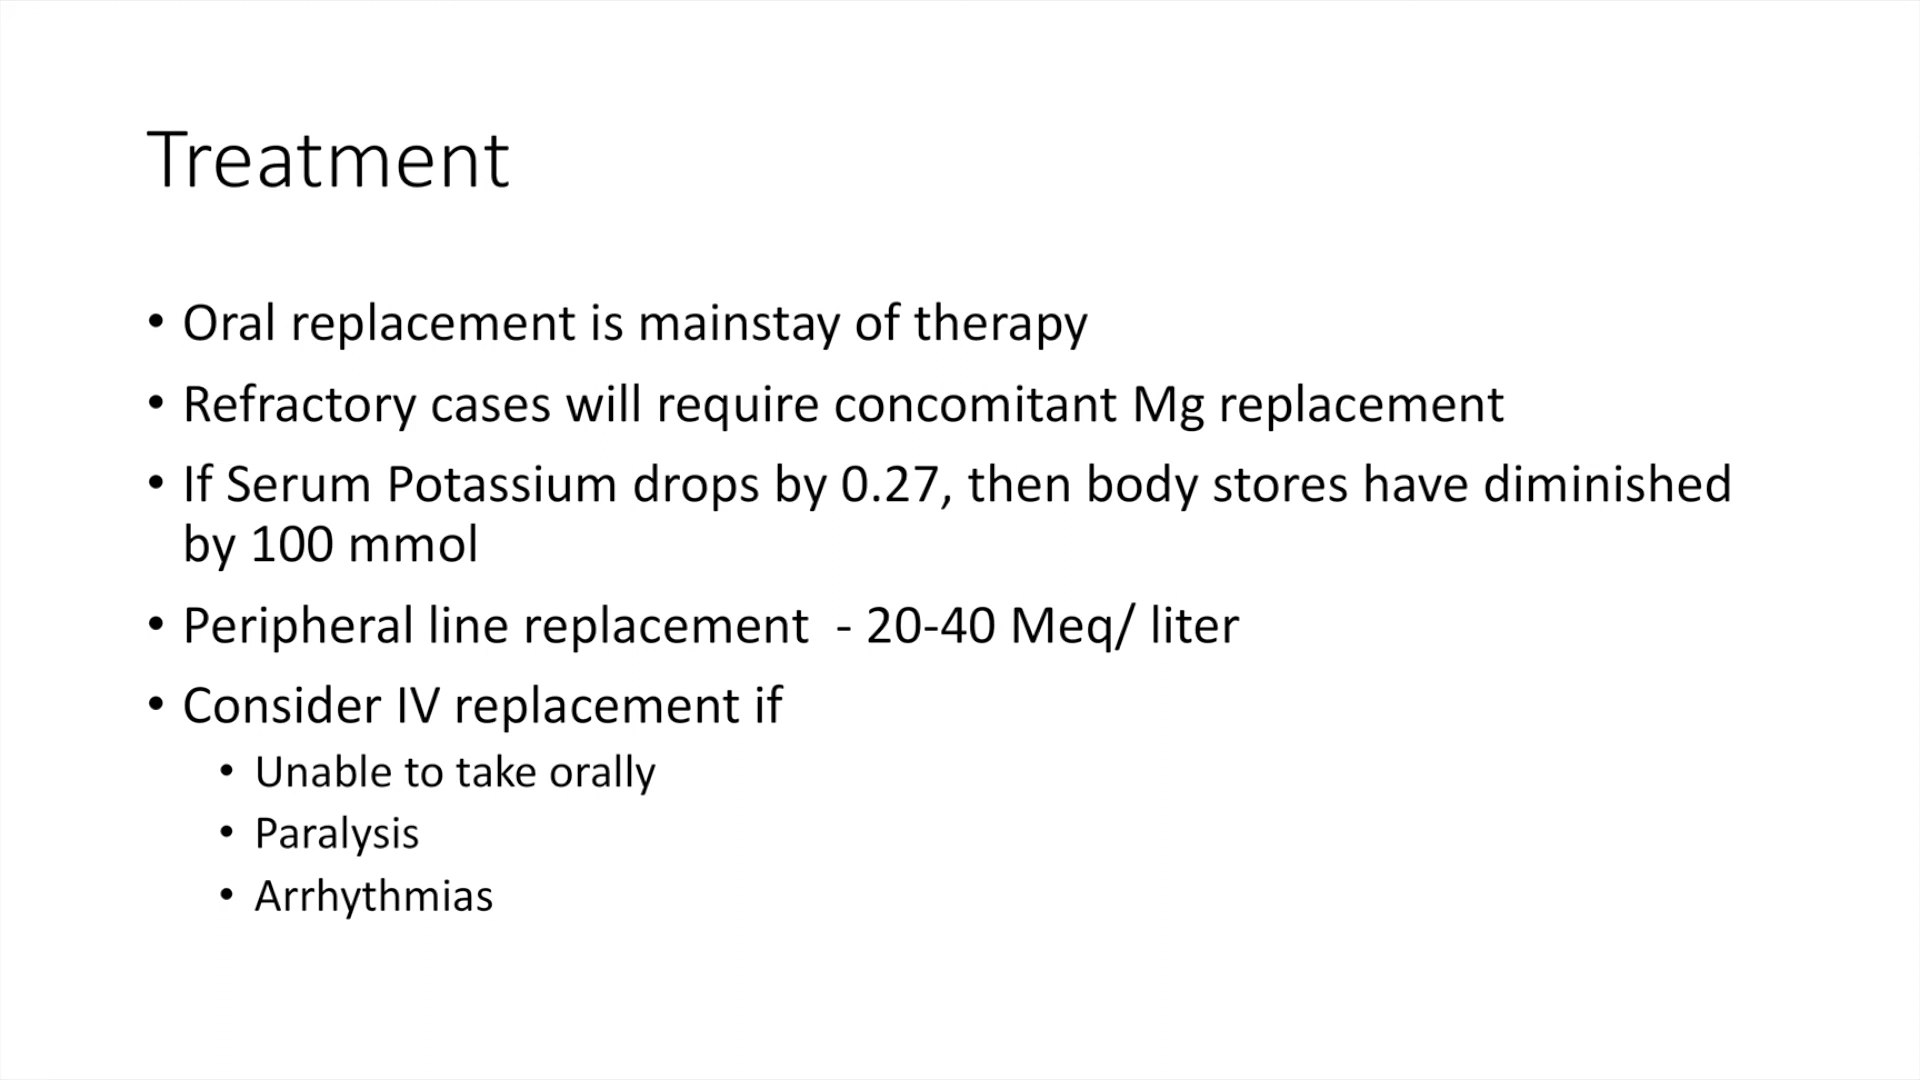 Treatment
• Oral replacement is mainstay of therapy
• Refractory cases will require concomitant Mg replacement
• If Serum Potassium drops by 0.27, then body stores have diminished
by 100 mmol
• Peripheral line replacement  - 20-40 Meq/ liter
• Consider IV replacement if
• Unable to take orally
• Paralysis
• Arrhythmias